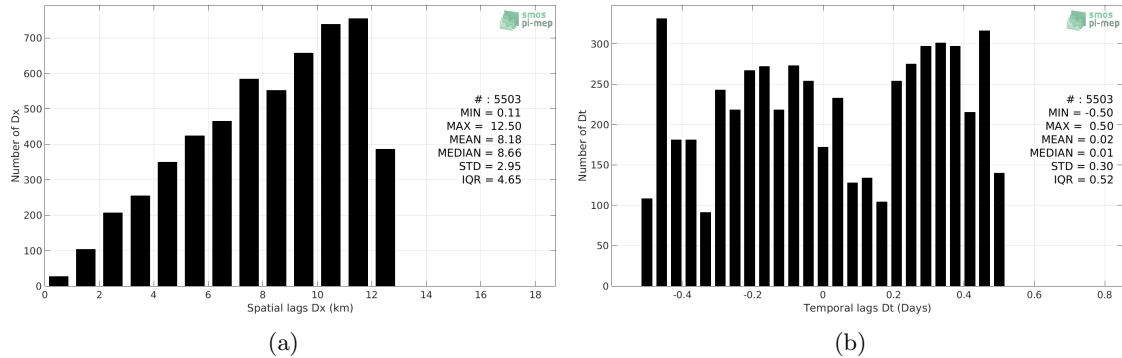 smos
pi-mep
700
600
500
400
300
200
100
0
Number of Dx
# : 5503
MIN = 0.11
MAX = 12.50
MEAN = 8.18
MEDIAN = 8.66
STD = 2.95
IQR = 4.65
0 2 4 6 8 10 12 14 16 18
Spatial lags Dx (km)
(a)
smos
pi-mep
300
250
200
150
100
50
0
Number of Dt
# : 5503
MIN = -0.50
MAX = 0.50
MEAN = 0.02
MEDIAN = 0.01
STD = 0.30
IQR = 0.52
-0.4 -0.2 0 0.2 0.4 0.6 0.8
Temporal lags Dt (Days)
(b)